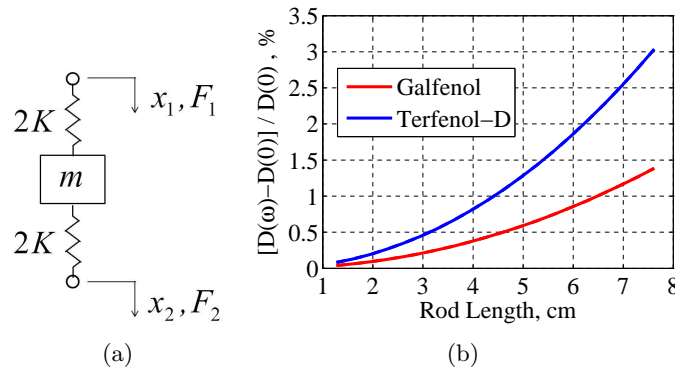 x₁, F₁
2K
m
2K
x₂, F₂
(a)
[D(ω)−D(0)] / D(0) , %
3.5
3
2.5
2
1.5
1
0.5
0
Galfenol
Terfenol−D
1 2 3 4 5 6 7 8
Rod Length, cm
(b)